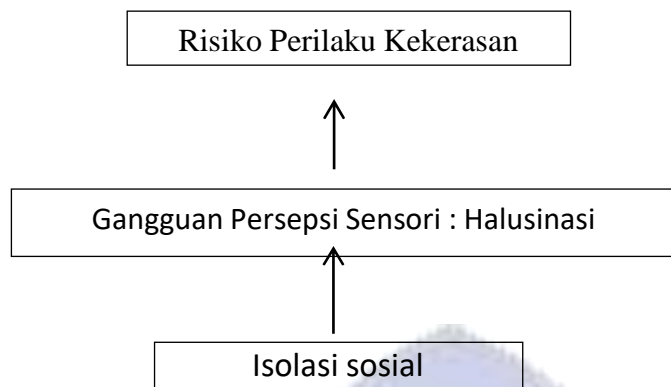 Risiko Perilaku Kekerasan
Gangguan Persepsi Sensori : Halusinasi
Isolasi sosial